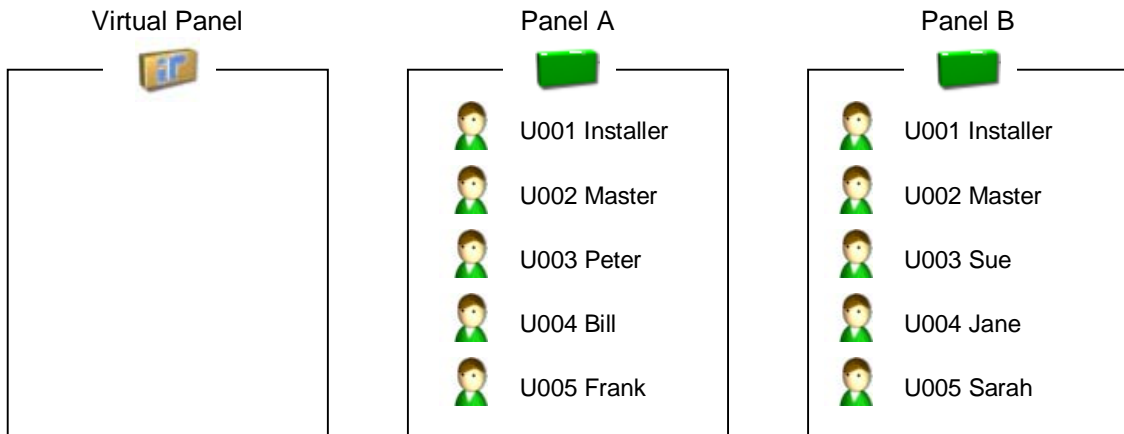 Virtual Panel
Panel A
Panel B
U001 Installer
U002 Master
U003 Peter
U004 Bill
U005 Frank
U001 Installer
U002 Master
U003 Sue
U004 Jane
U005 Sarah